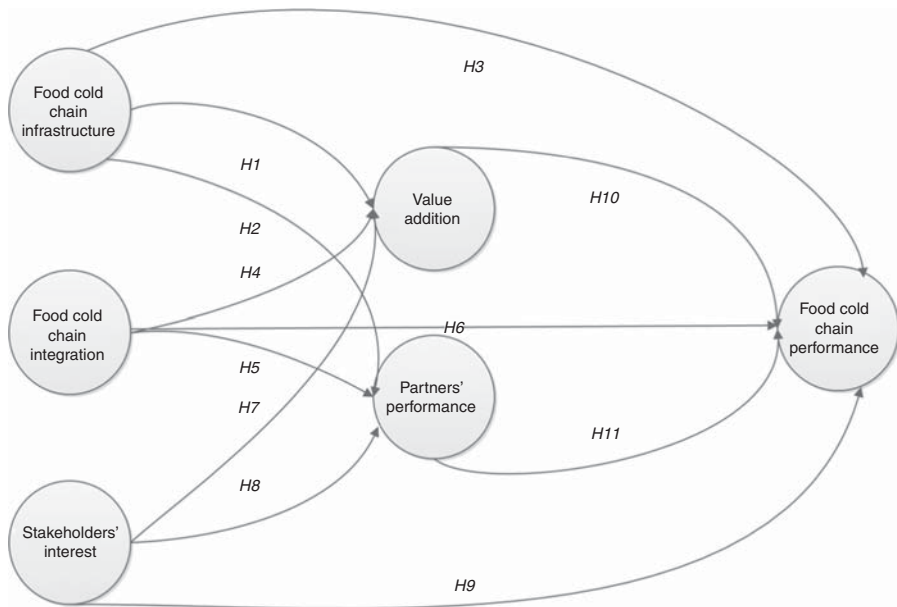 H3
Food cold
chain
infrastructure
H1
Value
addition
H10
H2
H4
Food cold
chain
integration
H6
Food cold
chain
performance
H5
H7
Partners'
performance
H11
H8
Stakeholders'
interest
H9